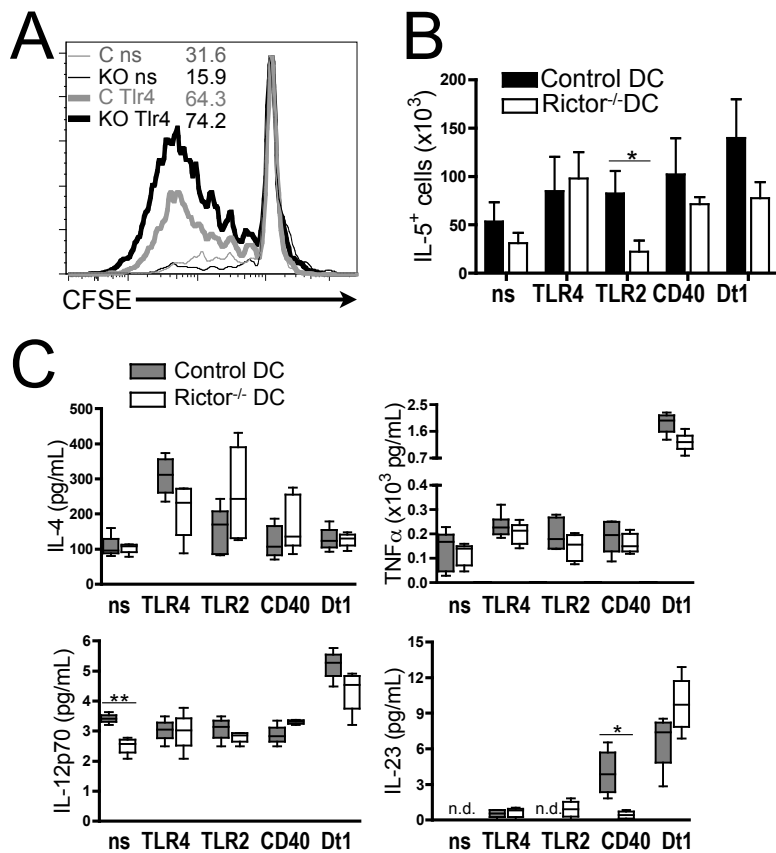 A
C ns 31.6
KO ns 15.9
C Tlr4 64.3
KO Tlr4 74.2
CFSE
B
Control DC
Rictor-/- DC
IL-5+ cells (x103)
200
150
100
50
0
*
ns TLR4 TLR2 CD40 Dt1
C
Control DC
Rictor-/- DC
IL-4 (pg/mL)
500
400
300
200
100
0
ns TLR4 TLR2 CD40 Dt1
TNFα (x103 pg/mL)
2.5
1.6
0.7
0.4
0.3
0.2
0.1
0.0
ns TLR4 TLR2 CD40 Dt1
IL-12p70 (pg/mL)
6
5
4
3
2
1
0
**
ns TLR4 TLR2 CD40 Dt1
IL-23 (pg/mL)
15
12
9
6
3
0
n.d. n.d. *
ns TLR4 TLR2 CD40 Dt1